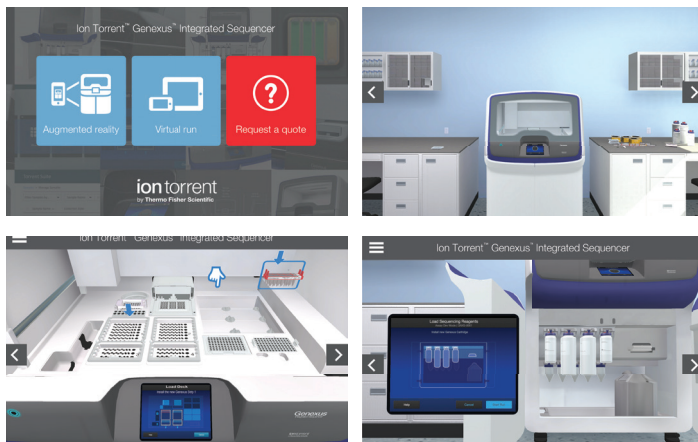 Ion Torrent™ Genexus™ Integrated Sequencer
Augmented reality
Virtual run
Request a quote
ion torrent
by Thermo Fisher Scientific
Ion Torrent™ Genexus™ Integrated Sequencer
Load Deck
Genexus
Ion Torrent™ Genexus™ Integrated Sequencer
Load Sequencing Reagents